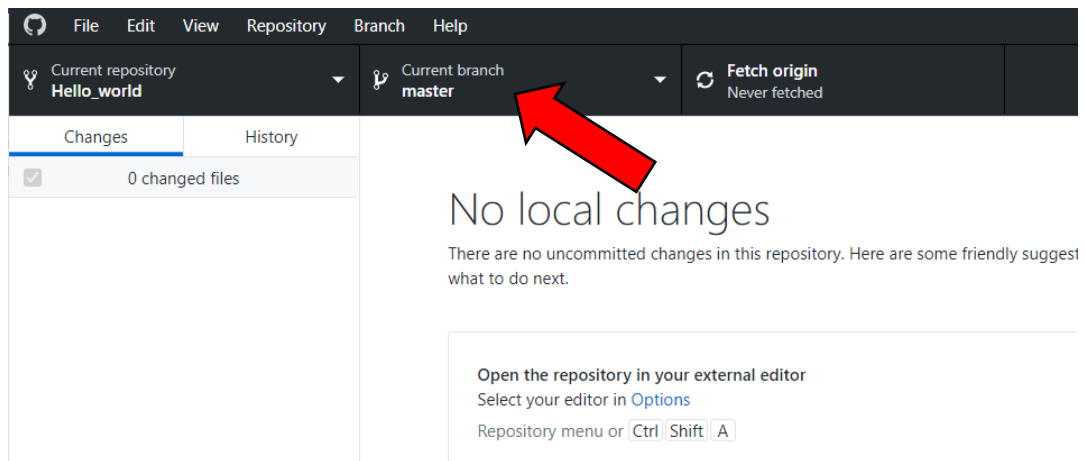 File Edit View Repository Branch Help
Current repository
Hello_world
Current branch
master
Fetch origin
Never fetched
Changes History
0 changed files
No local changes
There are no uncommitted changes in this repository. Here are some friendly suggest
what to do next.
Open the repository in your external editor
Select your editor in Options
Repository menu or Ctrl Shift A